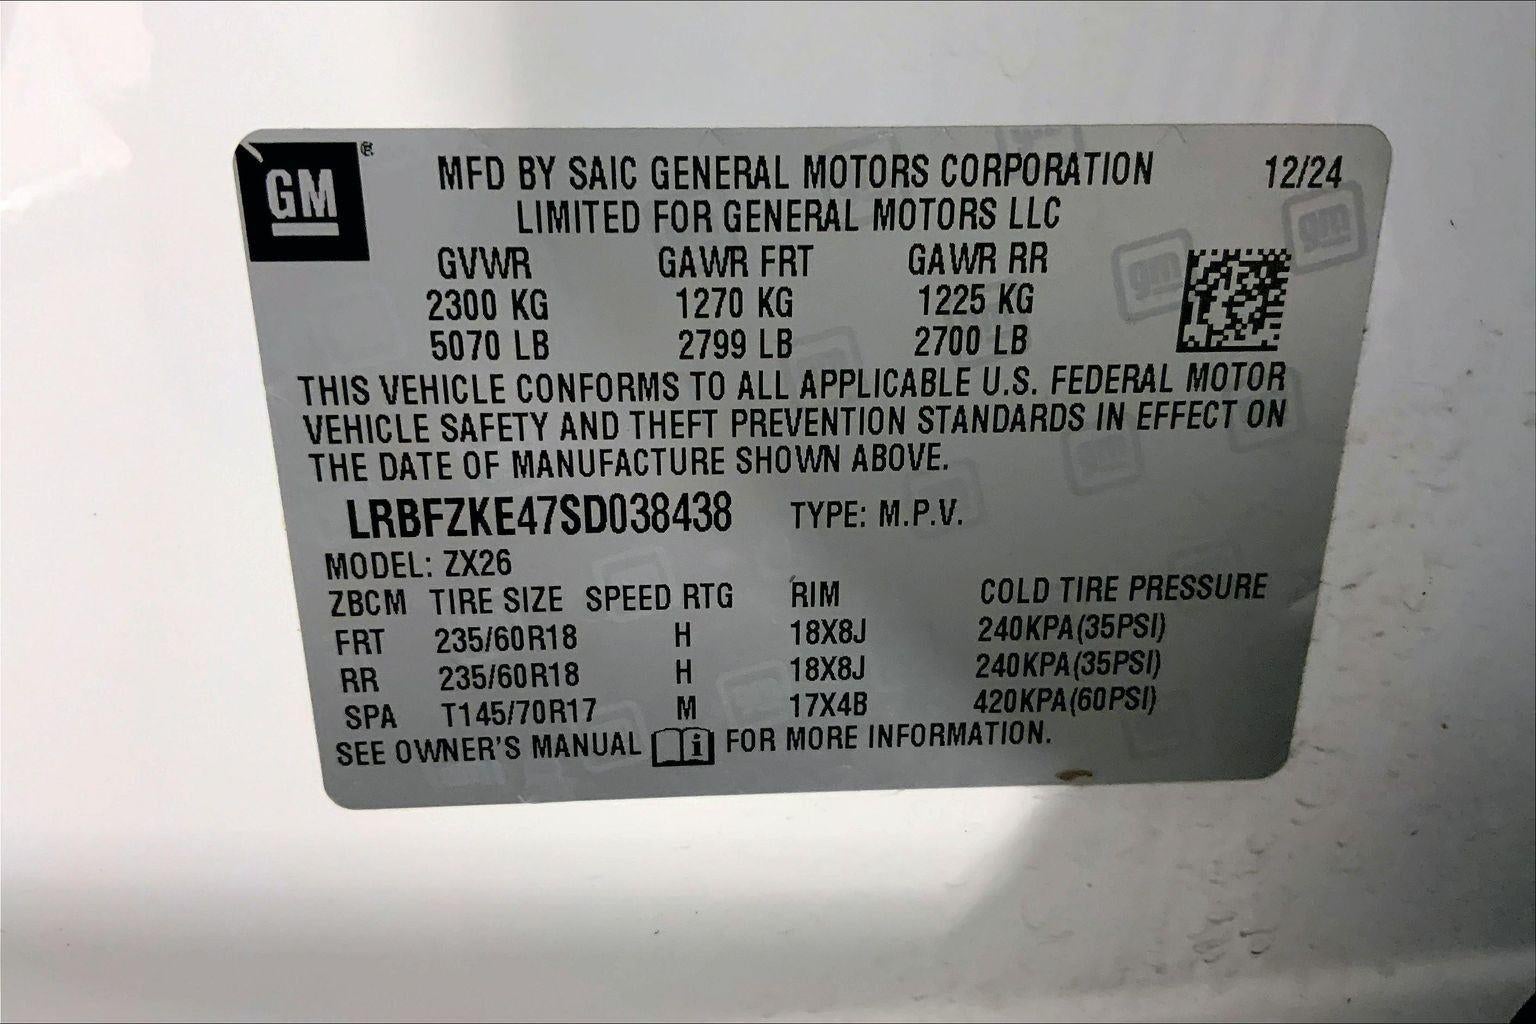 GM®
MFD BY SAIC GENERAL MOTORS CORPORATION 12/24
LIMITED FOR GENERAL MOTORS LLC
GVWR GAWR FRT GAWR RR
2300 KG 1270 KG 1225 KG
5070 LB 2799 LB 2700 LB
THIS VEHICLE CONFORMS TO ALL APPLICABLE U.S. FEDERAL MOTOR
VEHICLE SAFETY AND THEFT PREVENTION STANDARDS IN EFFECT ON
THE DATE OF MANUFACTURE SHOWN ABOVE.
LRBFZKE47SD038438 TYPE: M.P.V.
MODEL: ZX26
ZBCM TIRE SIZE SPEED RTG RIM COLD TIRE PRESSURE
FRT 235/60R18 H 18X8J 240KPA(35PSI)
RR 235/60R18 H 18X8J 240KPA(35PSI)
SPA T145/70R17 M 17X4B 420KPA(60PSI)
SEE OWNER'S MANUAL i FOR MORE INFORMATION.